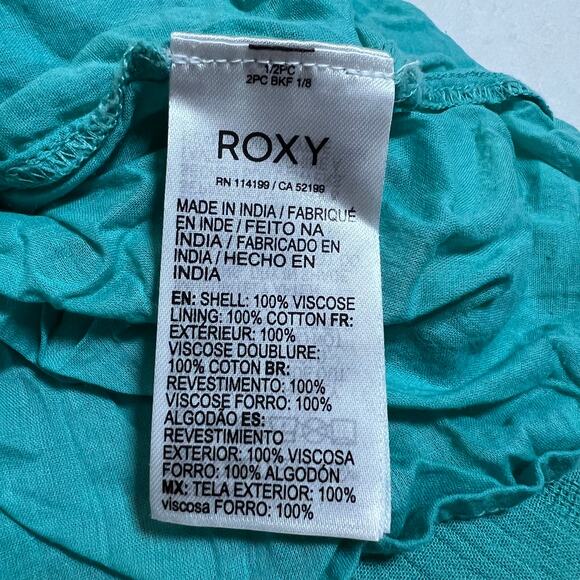 1/2PC
2PC BKF 1/8
ROXY
RN 114199 / CA 52199
MADE IN INDIA / FABRIQUÉ
EN INDE / FEITO NA
ÍNDIA / FABRICADO EN
INDIA / HECHO EN
INDIA
EN: SHELL: 100% VISCOSE
LINING: 100% COTTON FR:
EXTÉRIEUR: 100%
VISCOSE DOUBLURE:
100% COTON BR:
REVESTIMENTO: 100%
VISCOSE FORRO: 100%
ALGODÃO ES:
REVESTIMIENTO
EXTERIOR: 100% VISCOSA
FORRO: 100% ALGODÓN
MX: TELA EXTERIOR: 100%
viscosa FORRO: 100%